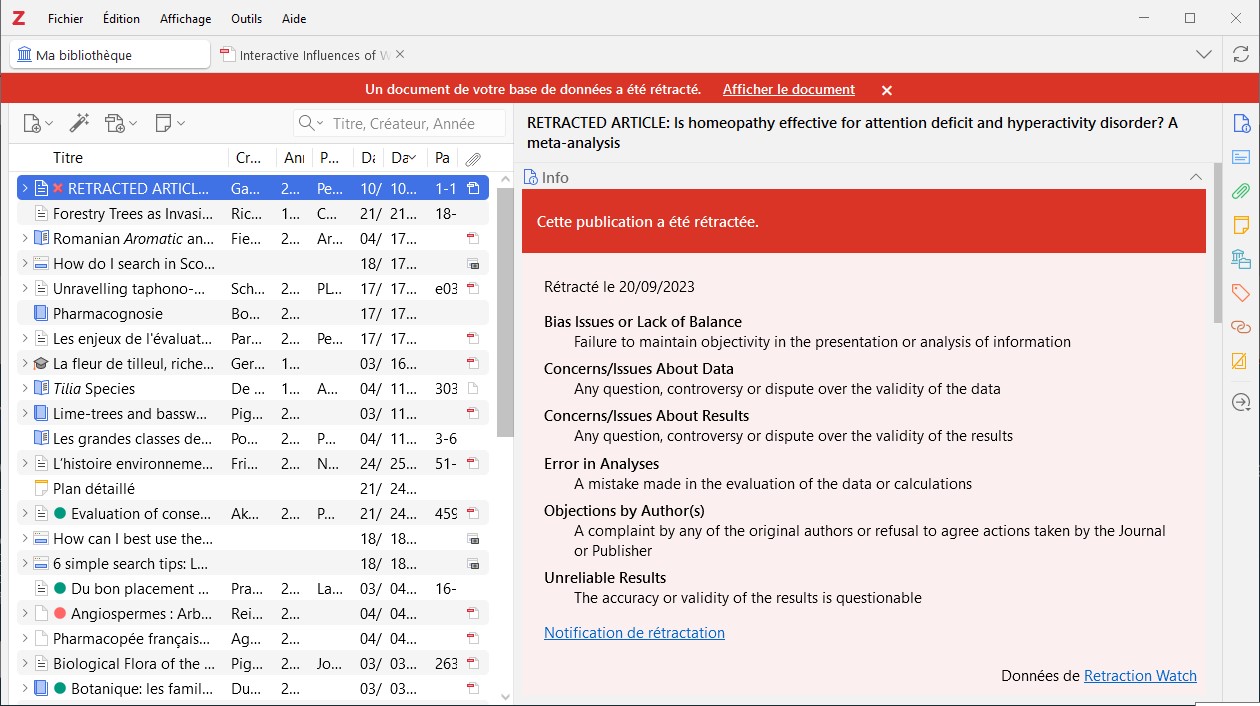 Z Fichier Édition Affichage Outils Aide
Ma bibliothèque Interactive Influences of W
Un document de votre base de données a été rétracté. Afficher le document
Titre, Créateur, Année
Titre Cr... P... Pa
RETRACTED ARTICL... Ga... 2... Pe... 10/ 10... 1-1
Forestry Trees as Invasi... Ric... 1... C... 21/ 21... 18-
Romanian Aromatic an... Fie... 2... Ar... 04/ 17...
How do I search in Sco... 18/ 17...
Unravelling taphono-... Sch... 2... PL... 17/ 17... e03
Pharmacognosie Bo... 2... 17/ 17...
Les enjeux de l'évaluat... Par... 2... Pe... 17/ 17...
La fleur de tilleul, riche... Ger... 1... 03/ 16...
Tilia Species De ... 1... A... 04/ 11... 303
Lime-trees and bassw... Pig... 2... 03/ 11...
Les grandes classes de... Po... 2... P... 04/ 11... 3-6
L'histoire environneme... Fri... 2... N... 24/ 25... 51-
Plan détaillé 21/ 24...
Evaluation of conse... Ak... 2... P... 21/ 24... 459
How can I best use the... 18/ 18...
6 simple search tips: L... 18/ 18...
Du bon placement ... Pra... 2... La... 03/ 04... 16-
Angiospermes : Arb... Rei... 2... 04/ 04...
Pharmacopée français... Ag... 2... 04/ 04...
Biological Flora of the ... Pig... 2... Jo... 03/ 03... 263
Botanique: les famil... Du... 2... 03/ 03...
RETRACTED ARTICLE: Is homeopathy effective for attention deficit and hyperactivity disorder? A
meta-analysis
Info
Cette publication a été rétractée.
Rétracté le 20/09/2023
Bias Issues or Lack of Balance
Failure to maintain objectivity in the presentation or analysis of information
Concerns/Issues About Data
Any question, controversy or dispute over the validity of the data
Concerns/Issues About Results
Any question, controversy or dispute over the validity of the results
Error in Analyses
A mistake made in the evaluation of the data or calculations
Objections by Author(s)
A complaint by any of the original authors or refusal to agree actions taken by the Journal
or Publisher
Unreliable Results
The accuracy or validity of the results is questionable
Notification de rétractation
Données de Retraction Watch